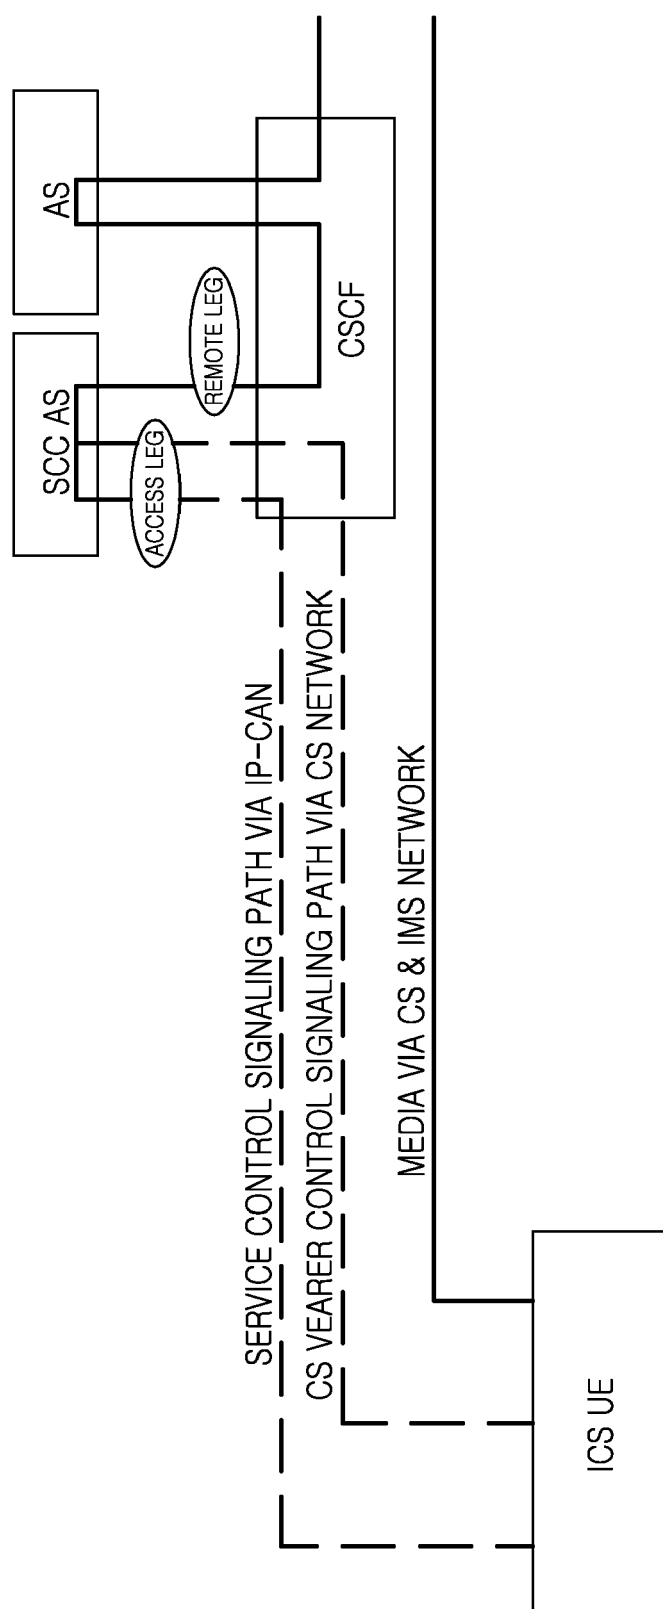 SCC AS
AS
ACCESS LEG
REMOTE LEG
SERVICE CONTROL SIGNALING PATH VIA IP-CAN
CS VEARER CONTROL SIGNALING PATH VIA CS NETWORK
CSCF
MEDIA VIA CS & IMS NETWORK
ICS UE